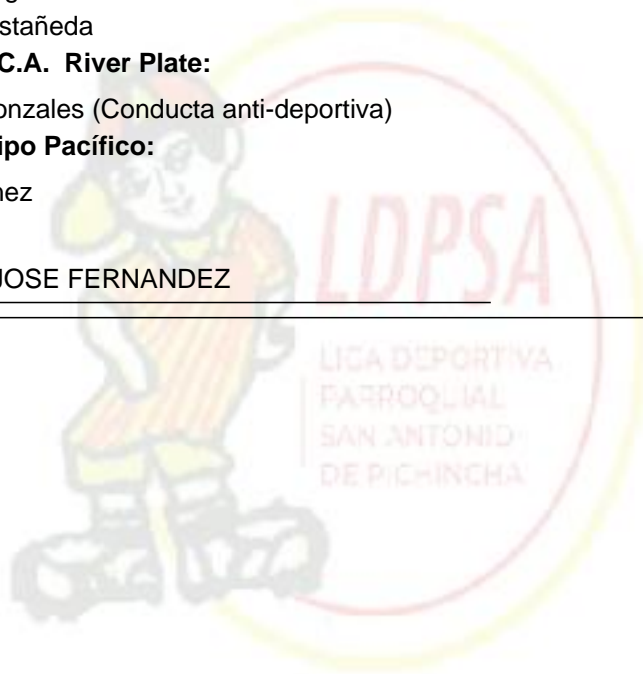 stañeda
C.A. River Plate:
onzales (Conducta anti-deportiva)
ipo Pacífico:
nez
JOSE FERNANDEZ
LDPSA
LIGA DEPORTIVA
PARROQUIAL
SAN ANTONIO
DE PICHINCHA